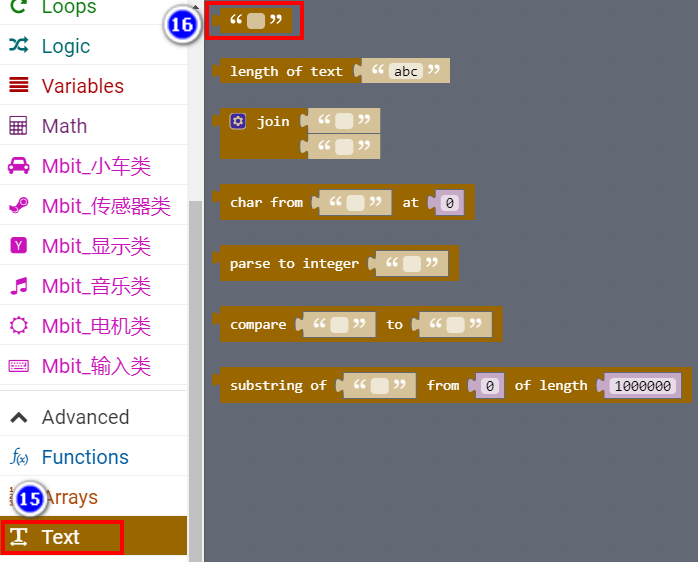 Loops
Logic
Variables
Math
Mbit_小车类
Mbit_传感器类
Mbit_显示类
Mbit_音乐类
Mbit_电机类
Mbit_输入类
Advanced
f(x) Functions
15 Arrays
Text
16 “ ”
length of text “ abc ”
join “ ”
“ ”
char from “ ” at 0
parse to integer “ ”
compare “ ” to “ ”
substring of “ ” from 0 of length 1000000